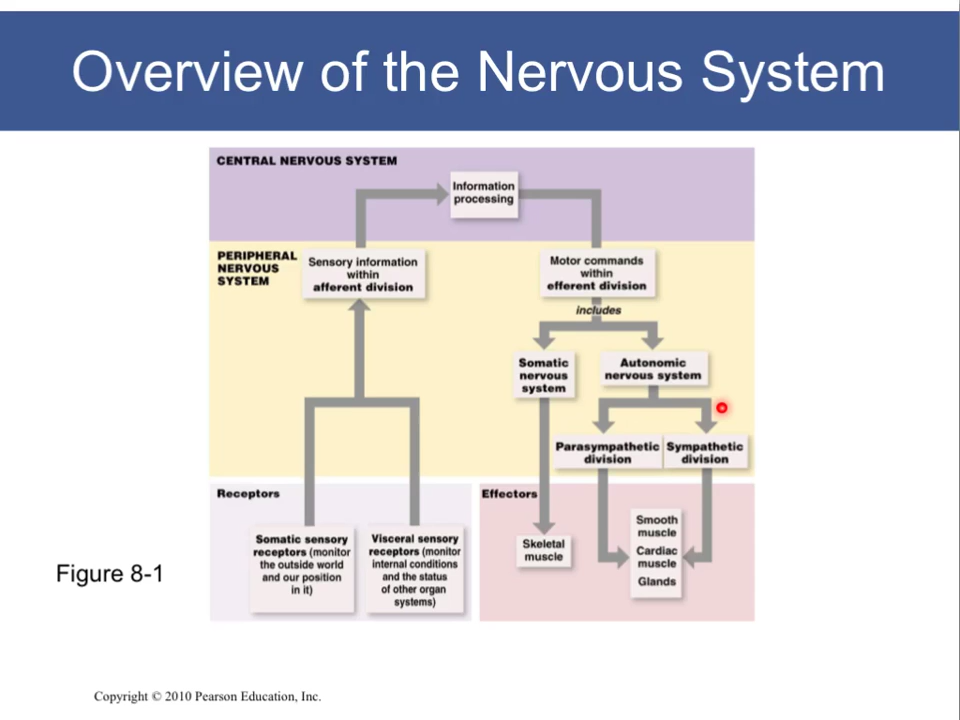 Overview of the Nervous System
CENTRAL NERVOUS SYSTEM
Information
processing
PERIPHERAL
NERVOUS
SYSTEM
Sensory information
within
afferent division
Motor commands
within
efferent division
includes
Somatic
nervous
system
Autonomic
nervous system
Parasympathetic
division
Sympathetic
division
Receptors
Somatic sensory
receptors (monitor
the outside world
and our position
in it)
Visceral sensory
receptors (monitor
internal conditions
and the status
of other organ
systems)
Effectors
Skeletal
muscle
Smooth
muscle
Cardiac
muscle
Glands
Figure 8-1
Copyright © 2010 Pearson Education, Inc.